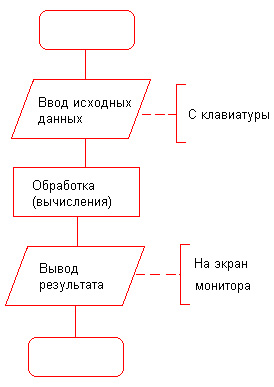 Ввод исходных
данных
С клавиатуры
Обработка
(вычисления)
Вывод
результата
На экран
монитора